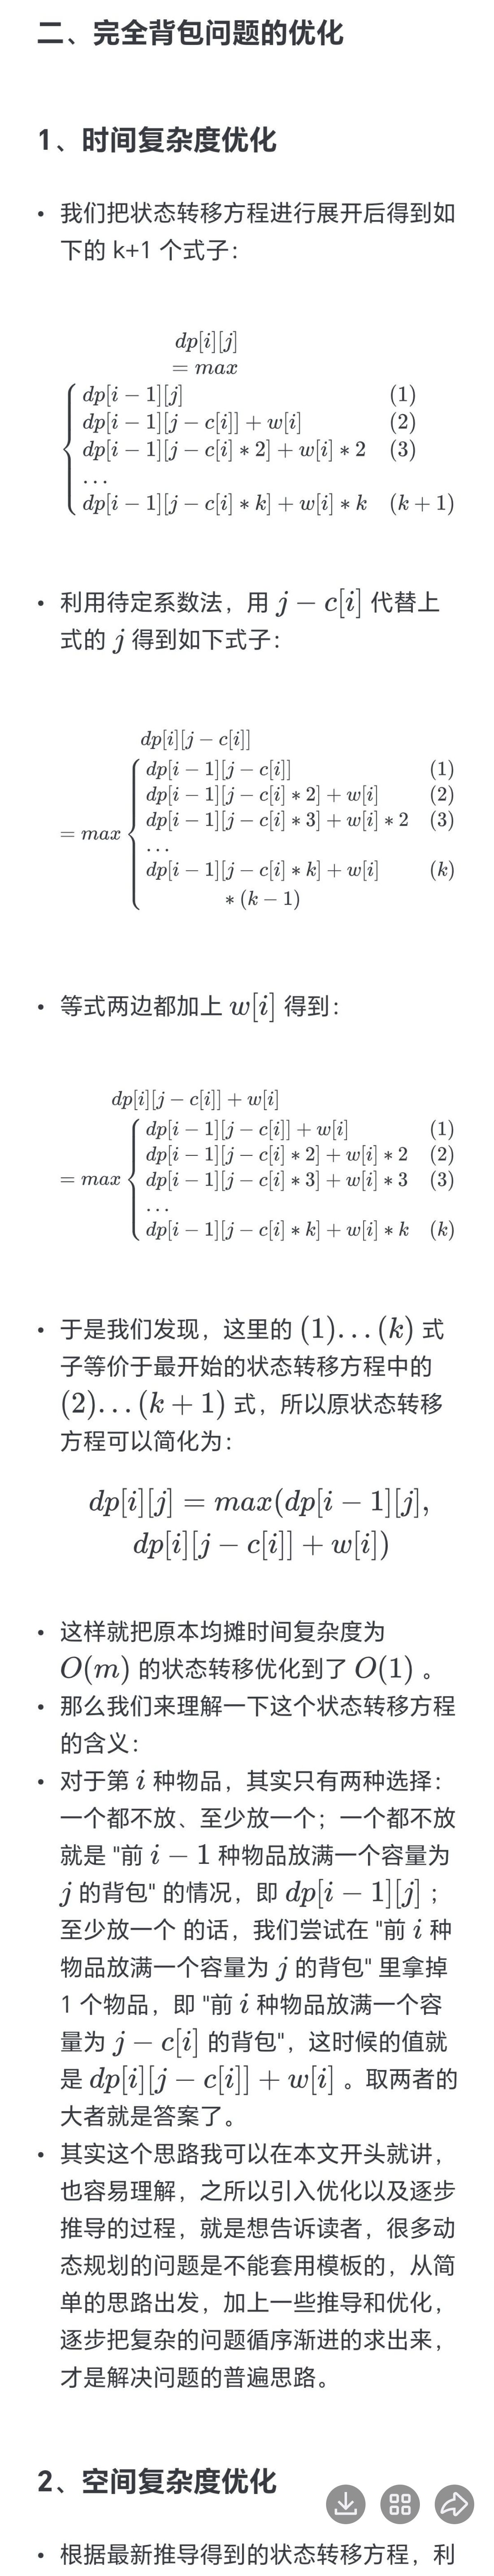 二、完全背包问题的优化
1、时间复杂度优化
• 我们把状态转移方程进行展开后得到如
下的 k+1 个式子：
dp[i][j]
= max
dp[i − 1][j] (1)
dp[i − 1][j − c[i]] + w[i] (2)
dp[i − 1][j − c[i] ∗ 2] + w[i] ∗ 2 (3)
...
dp[i − 1][j − c[i] ∗ k] + w[i] ∗ k (k + 1)
• 利用待定系数法，用 j − c[i] 代替上
式的 j 得到如下式子：
dp[i][j − c[i]]
= max
dp[i − 1][j − c[i]] (1)
dp[i − 1][j − c[i] ∗ 2] + w[i] (2)
dp[i − 1][j − c[i] ∗ 3] + w[i] ∗ 2 (3)
...
dp[i − 1][j − c[i] ∗ k] + w[i] (k)
∗ (k − 1)
• 等式两边都加上 w[i] 得到：
dp[i][j − c[i]] + w[i]
= max
dp[i − 1][j − c[i]] + w[i] (1)
dp[i − 1][j − c[i] ∗ 2] + w[i] ∗ 2 (2)
dp[i − 1][j − c[i] ∗ 3] + w[i] ∗ 3 (3)
...
dp[i − 1][j − c[i] ∗ k] + w[i] ∗ k (k)
• 于是我们发现，这里的 (1)...(k) 式
子等价于最开始的状态转移方程中的
(2)...(k + 1) 式，所以原状态转移
方程可以简化为：
dp[i][j] = max(dp[i − 1][j],
dp[i][j − c[i]] + w[i])
• 这样就把原本均摊时间复杂度为
O(m) 的状态转移优化到了 O(1) 。
• 那么我们来理解一下这个状态转移方程
的含义：
• 对于第 i 种物品，其实只有两种选择：
一个都不放、至少放一个；一个都不放
就是 "前 i − 1 种物品放满一个容量为
j 的背包" 的情况，即 dp[i − 1][j] ；
至少放一个 的话，我们尝试在 "前 i 种
物品放满一个容量为 j 的背包" 里拿掉
1 个物品，即 "前 i 种物品放满一个容
量为 j − c[i] 的背包"，这时候的值就
是 dp[i][j − c[i]] + w[i] 。取两者的
大者就是答案了。
• 其实这个思路我可以在本文开头就讲，
也容易理解，之所以引入优化以及逐步
推导的过程，就是想告诉读者，很多动
态规划的问题是不能套用模板的，从简
单的思路出发，加上一些推导和优化，
逐步把复杂的问题循序渐进的求出来，
才是解决问题的普遍思路。
2、空间复杂度优化
• 根据最新推导得到的状态转移方程，利